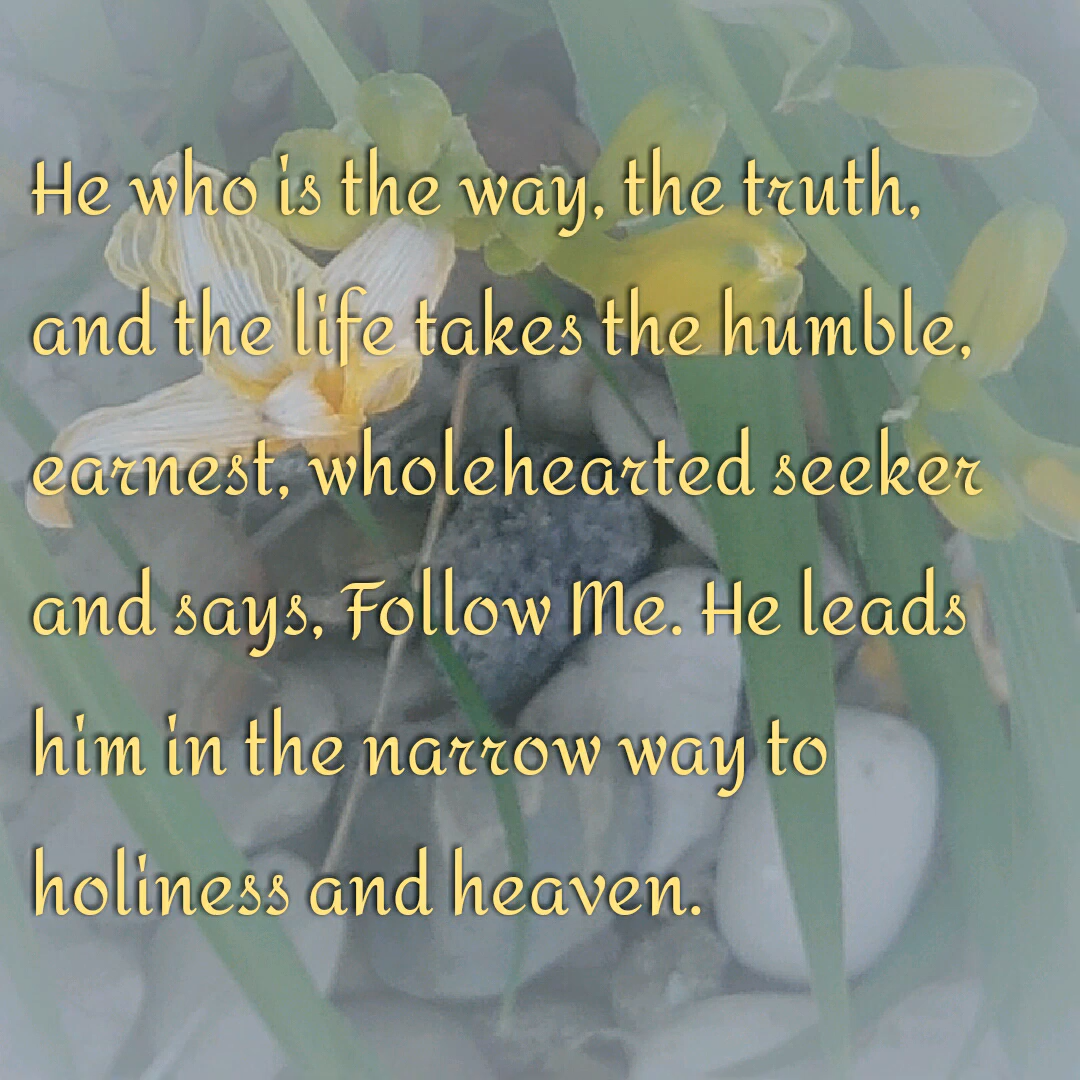 He who is the way, the truth,
and the life takes the humble,
earnest, wholehearted seeker
and says, Follow Me. He leads
him in the narrow way to
holiness and heaven.